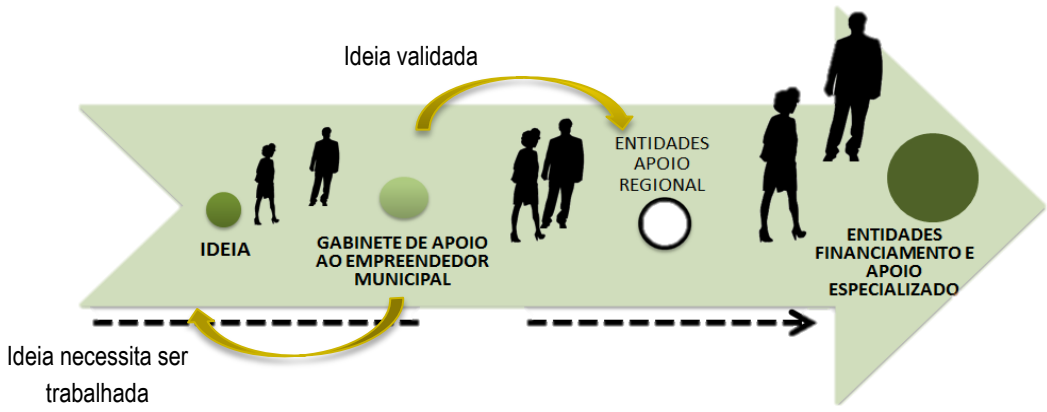 Ideia validada
ENTIDADES
APOIO
REGIONAL
IDEIA
GABINETE DE APOIO
AO EMPREENDEDOR
MUNICIPAL
ENTIDADES
FINANCIAMENTO E
APOIO
ESPECIALIZADO
Ideia necessita ser
trabalhada